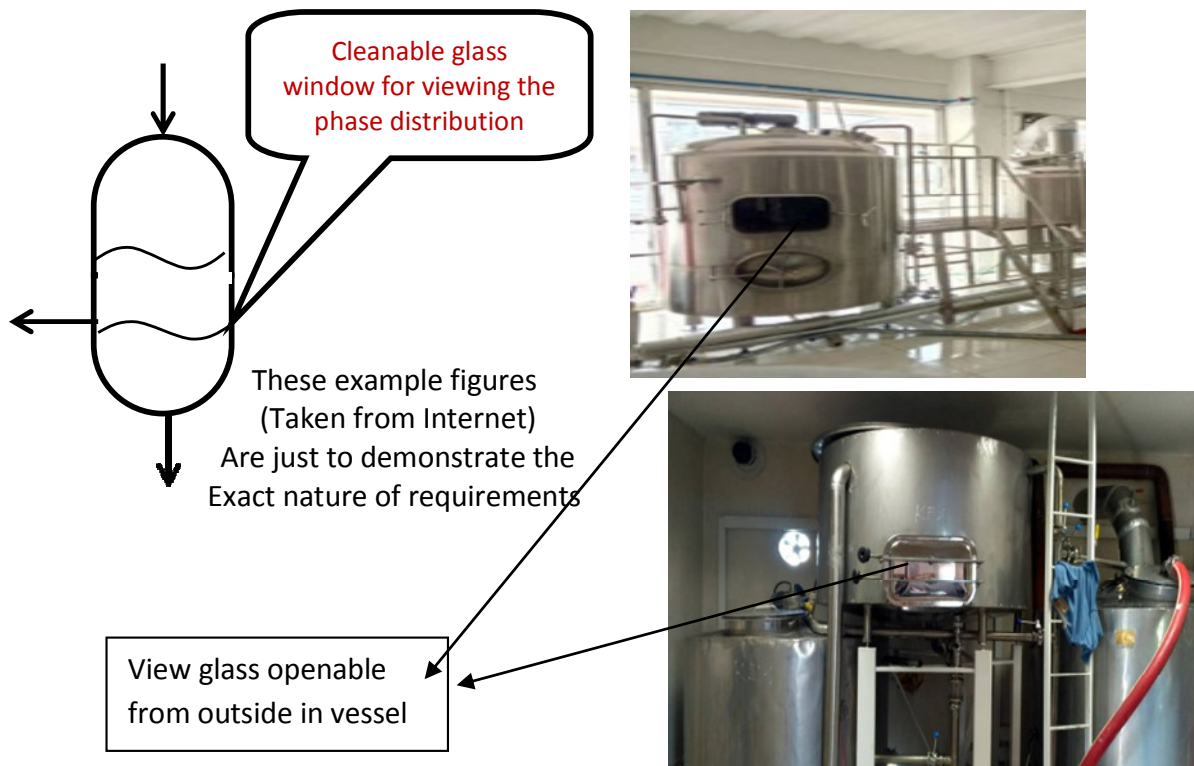 Cleanable glass
window for viewing the
phase distribution
These example figures
(Taken from Internet)
Are just to demonstrate the
Exact nature of requirements
View glass openable
from outside in vessel